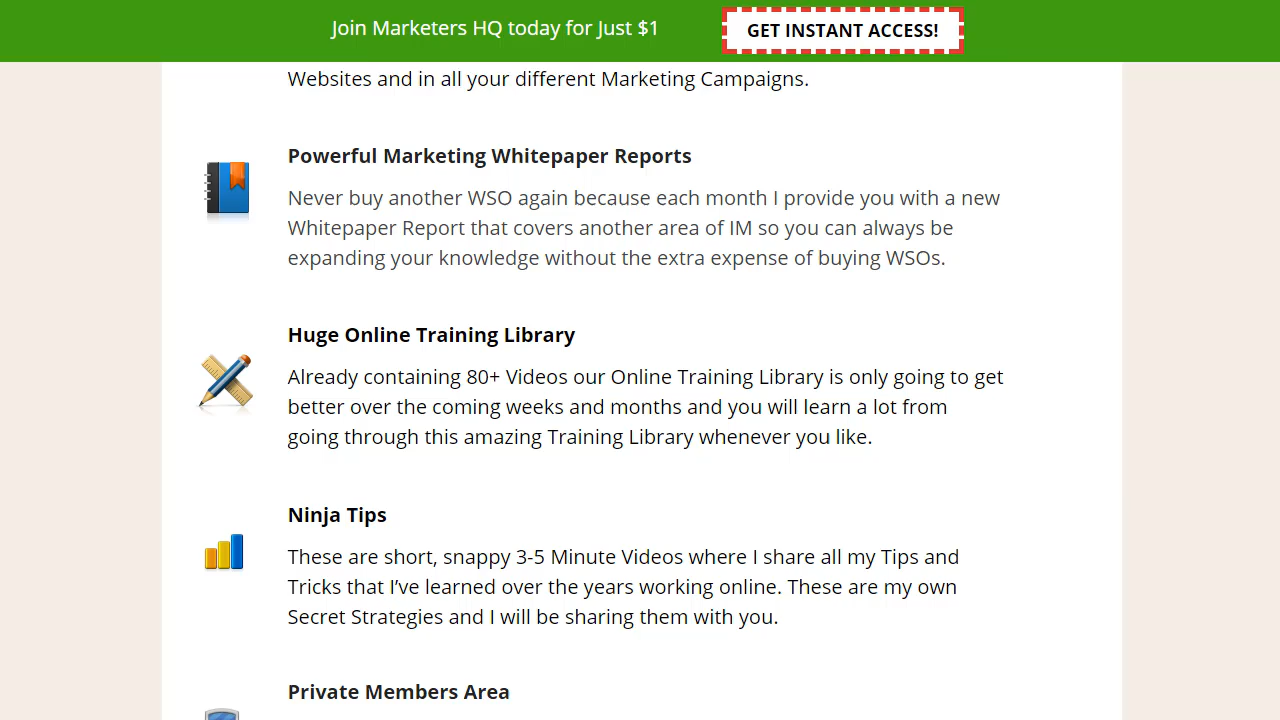 Join Marketers HQ today for Just $1
GET INSTANT ACCESS!
Websites and in all your different Marketing Campaigns.
Powerful Marketing Whitepaper Reports
Never buy another WSO again because each month I provide you with a new
Whitepaper Report that covers another area of IM so you can always be
expanding your knowledge without the extra expense of buying WSOs.
Huge Online Training Library
Already containing 80+ Videos our Online Training Library is only going to get
better over the coming weeks and months and you will learn a lot from
going through this amazing Training Library whenever you like.
Ninja Tips
These are short, snappy 3-5 Minute Videos where I share all my Tips and
Tricks that I’ve learned over the years working online. These are my own
Secret Strategies and I will be sharing them with you.
Private Members Area